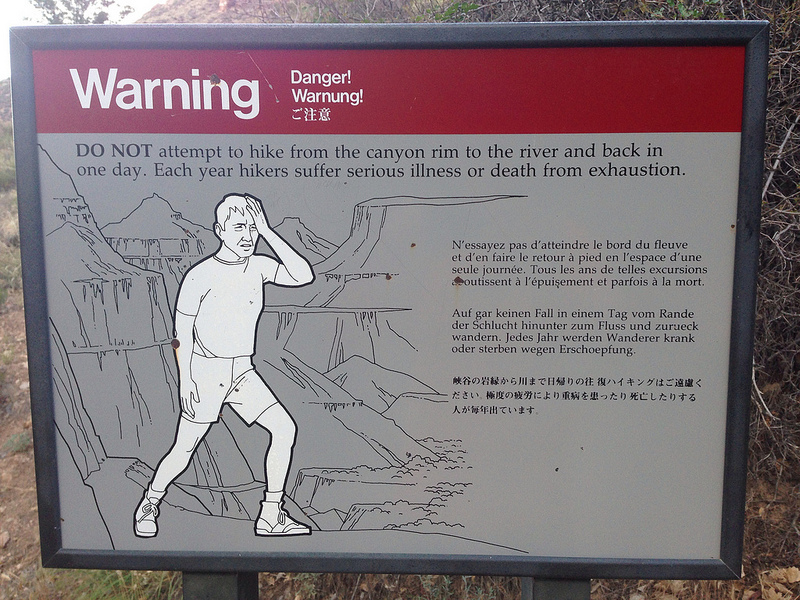 Warning
Danger!
Warnung!
ご注意
DO NOT attempt to hike from the canyon rim to the river and back in
one day. Each year hikers suffer serious illness or death from exhaustion.
N'essayez pas d'atteindre le bord du fleuve
et d'en faire le retour à pied en l'espace d'une
seule journée. Tous les ans de telles excursions
aboutissent à l'épuisement et parfois à la mort.
Auf gar keinen Fall in einem Tag vom Rande
der Schlucht hinunter zum Fluss und zurueck
wandern. Jedes Jahr werden Wanderer krank
oder sterben wegen Erschoepfung.
峡谷の岩縁から川まで日帰りの往復ハイキングはご遠慮く
ださい。極度の疲労により重病を患ったり死亡したりする
人が毎年出ています。